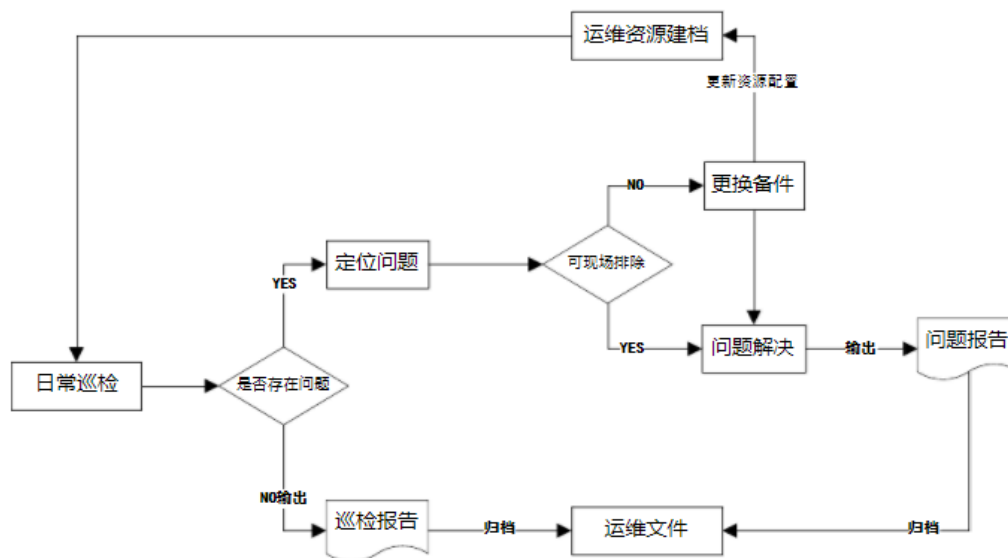 运维资源建档
更新资源配置
NO
更换备件
定位问题
可现场排除
YES
YES
问题解决
输出
问题报告
日常巡检
是否存在问题
NO输出
巡检报告
归档
运维文件
归档